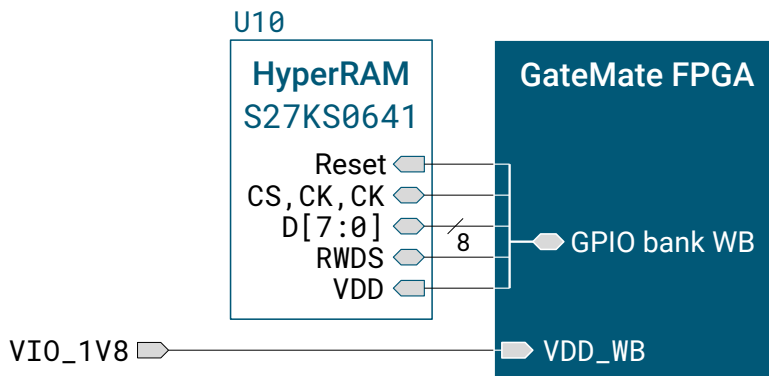 U10
HyperRAM
S27KS0641
GateMate FPGA
Reset
CS,CK,CK
D[7:0]
8
RWDS
VDD
GPIO bank WB
VIO_1V8
VDD_WB